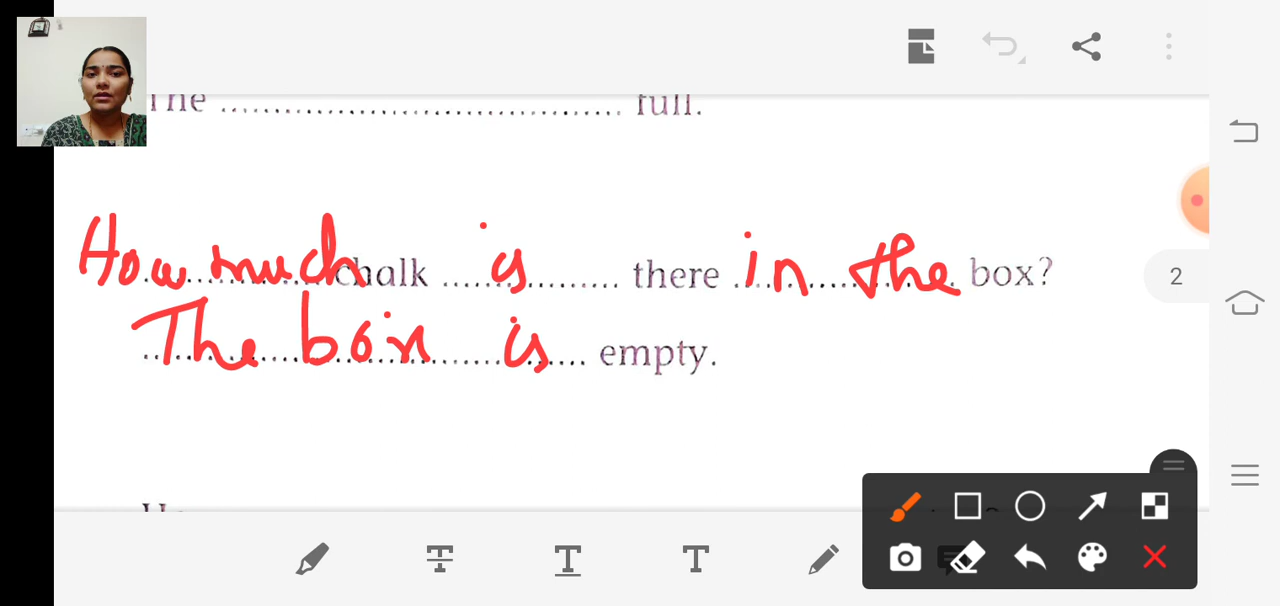 The .................................... full.
How much chalk is there in the box?
The box is empty.
2